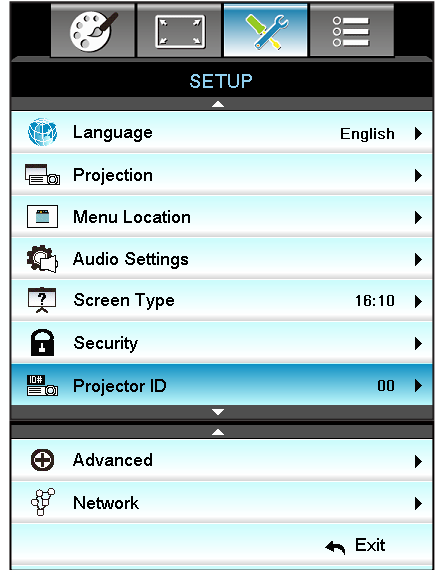 SETUP
Language English
Projection
Menu Location
Audio Settings
?
Screen Type 16:10
Security
ID#
Projector ID 00
Advanced
Network
Exit